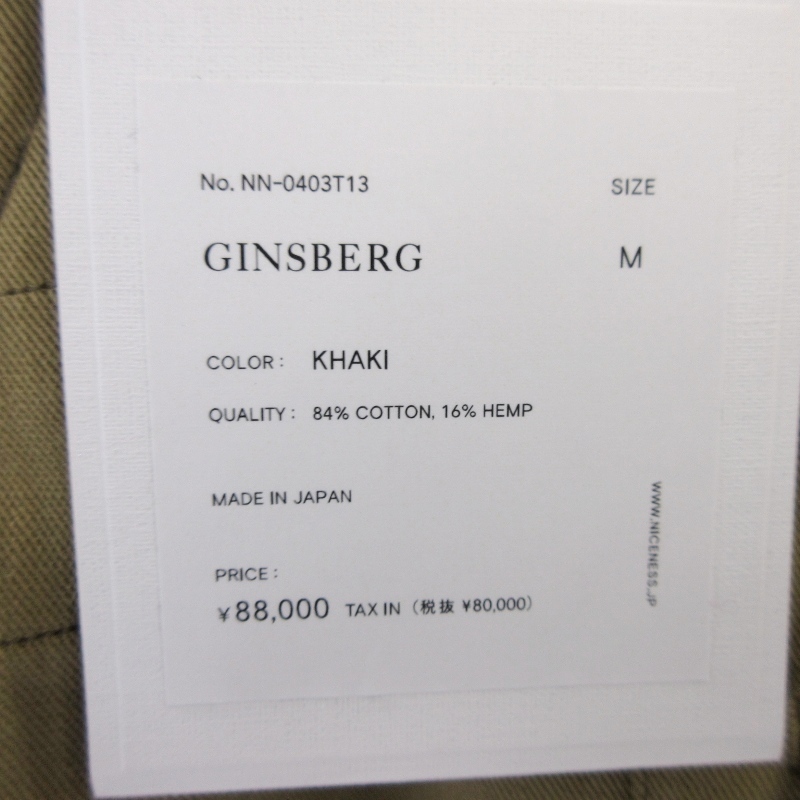 No. NN-0403T13
SIZE
GINSBERG
M
COLOR : KHAKI
QUALITY : 84% COTTON, 16% HEMP
MADE IN JAPAN
PRICE :
¥88,000 TAX IN（税抜 ¥80,000）
WWW.NICENESS.JP